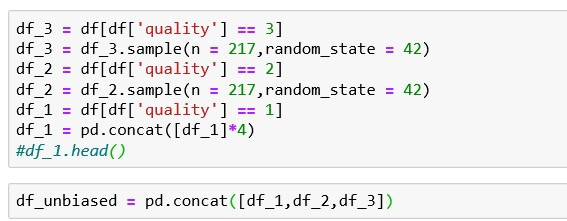 df_3 = df[df['quality'] == 3]
df_3 = df_3.sample(n = 217,random_state = 42)
df_2 = df[df['quality'] == 2]
df_2 = df_2.sample(n = 217,random_state = 42)
df_1 = df[df['quality'] == 1]
df_1 = pd.concat([df_1]*4)
#df_1.head()
df_unbiased = pd.concat([df_1,df_2,df_3])